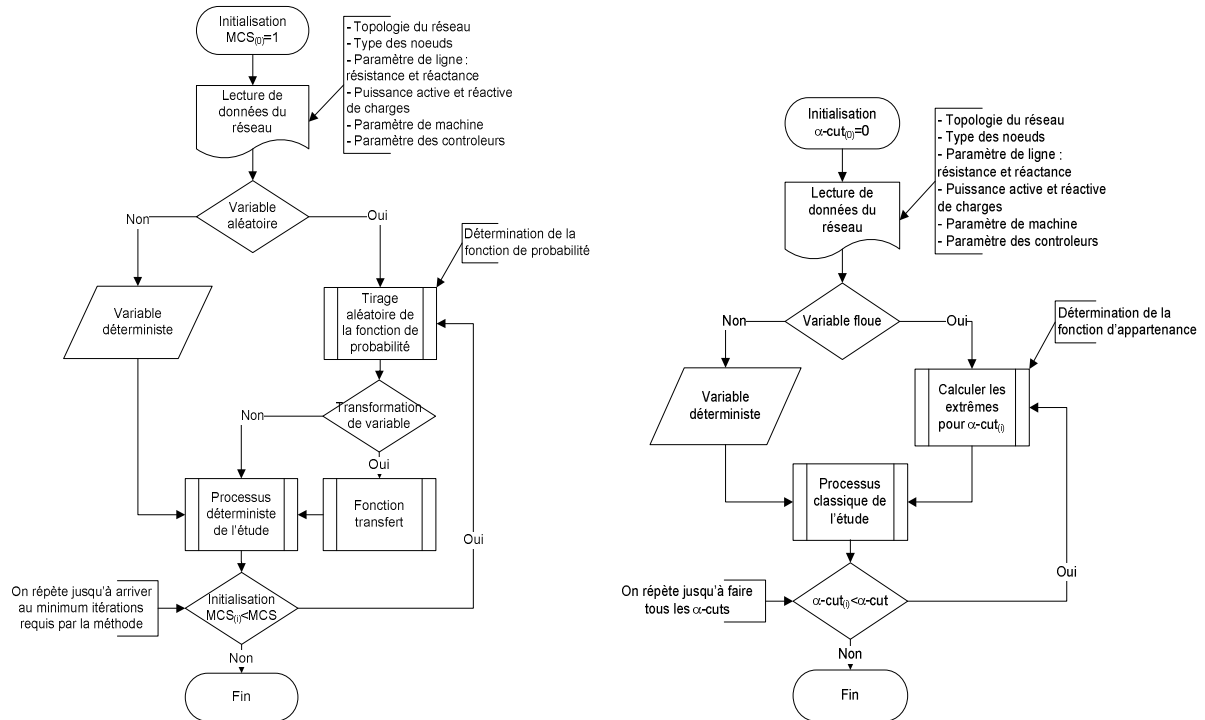 Initialisation
MCS(0)=1
- Topologie du réseau
- Type des noeuds
- Paramètre de ligne :
résistance et réactance
- Puissance active et réactive
de charges
- Paramètre de machine
- Paramètre des controleurs
Lecture de
données du
réseau
Variable
aléatoire
Non
Oui
Détermination de la
fonction de probabilité
Variable
déterministe
Tirage
aléatoire de
la fonction de
probabilité
Transformation
de variable
Non
Oui
Processus
déterministe
de l'étude
Fonction
transfert
Oui
On répète jusqu'à arriver
au minimum itérations
requis par la méthode
Initialisation
MCS(i)<MCS
Non
Fin
Initialisation
α-cut(0)=0
- Topologie du réseau
- Type des noeuds
- Paramètre de ligne :
résistance et réactance
- Puissance active et réactive
de charges
- Paramètre de machine
- Paramètre des controleurs
Lecture de
données du
réseau
Variable floue
Non
Oui
Détermination de la
fonction d'appartenance
Variable
déterministe
Calculer les
extrêmes
pour α-cut(i)
Processus
classique de
l'étude
Oui
On répète jusqu'à faire
tous les α-cuts
α-cut(i)<α-cut
Non
Fin